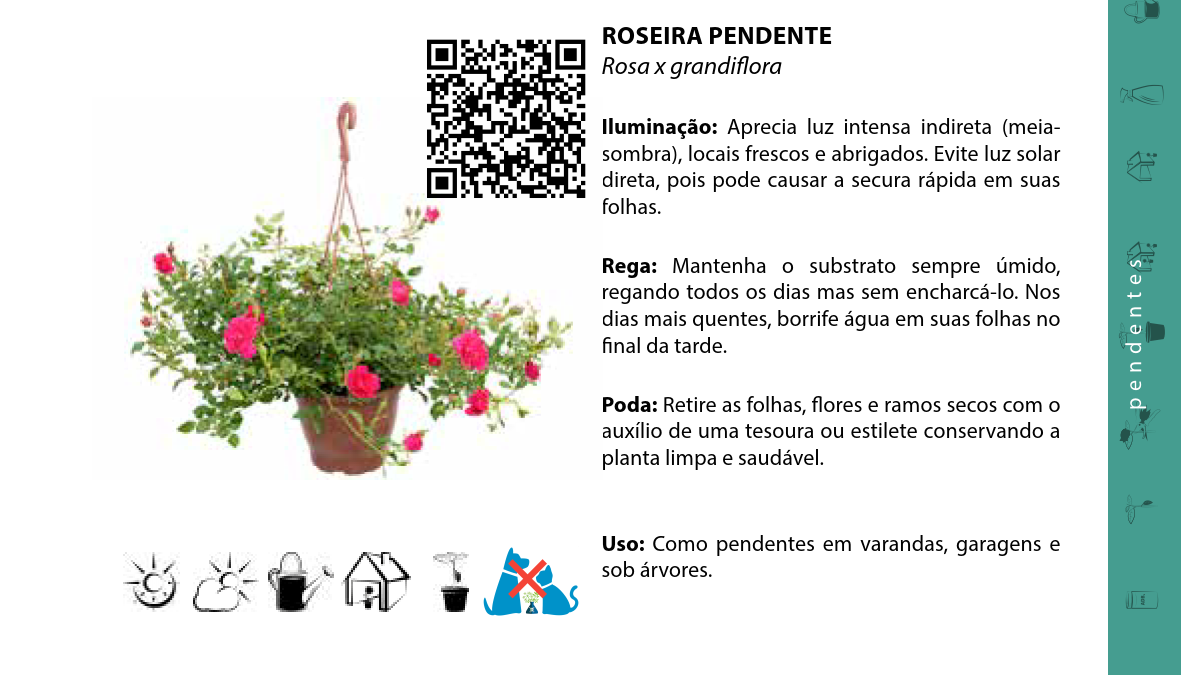 ROSEIRA PENDENTE
Rosa x grandiflora
Iluminação: Aprecia luz intensa indireta (meia-
sombra), locais frescos e abrigados. Evite luz solar
direta, pois pode causar a secura rápida em suas
folhas.
Rega: Mantenha o substrato sempre úmido,
regando todos os dias mas sem encharcá-lo. Nos
dias mais quentes, borrife água em suas folhas no
final da tarde.
Poda: Retire as folhas, flores e ramos secos com o
auxílio de uma tesoura ou estilete conservando a
planta limpa e saudável.
Uso: Como pendentes em varandas, garagens e
sob árvores.
pendentes